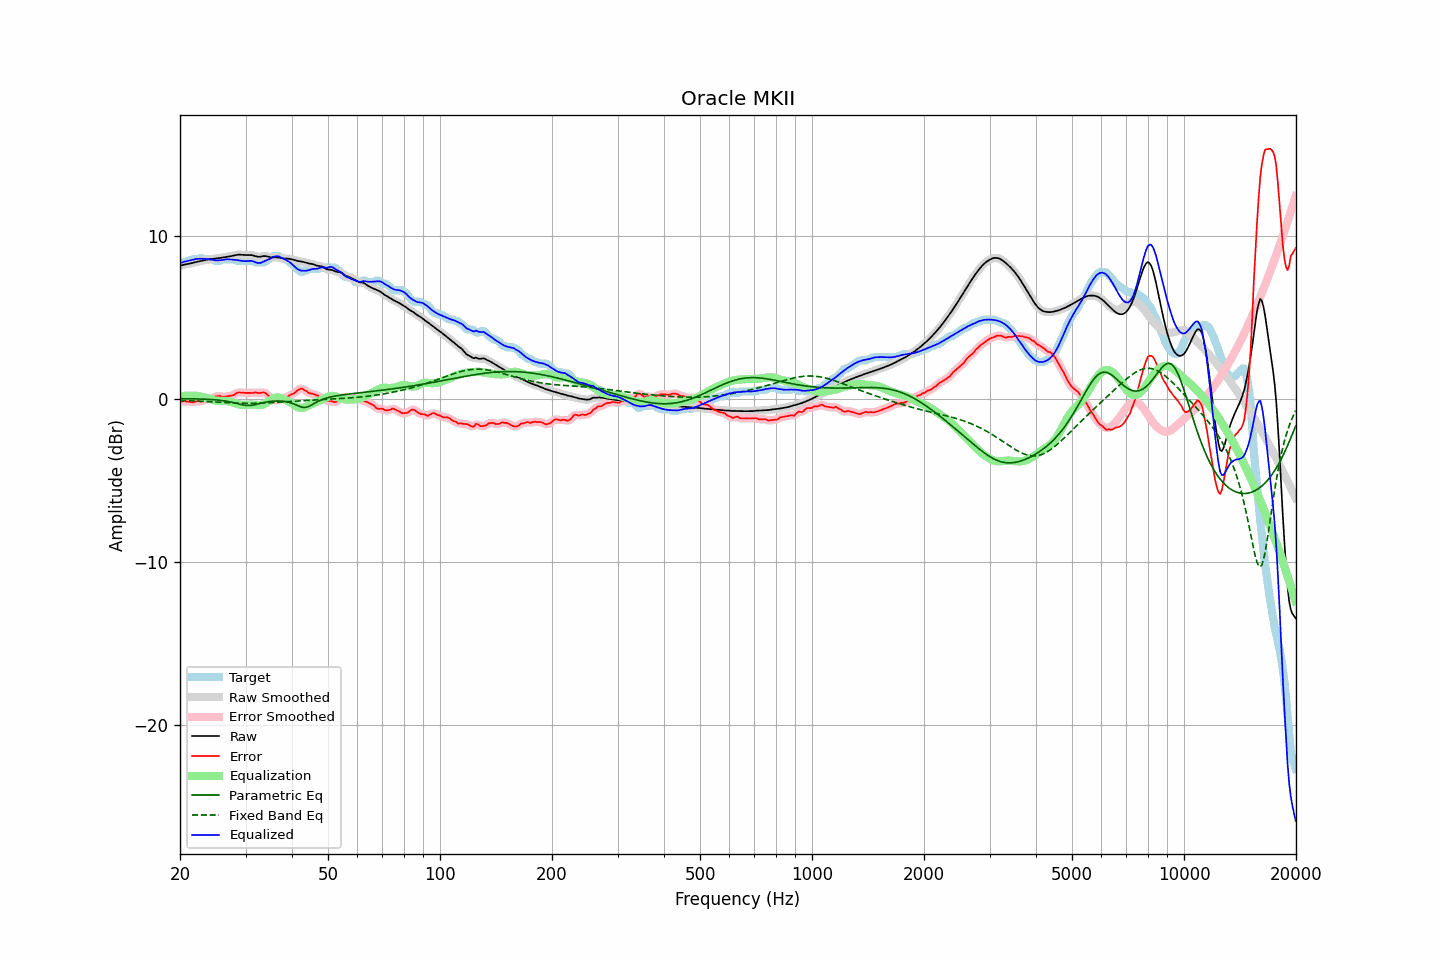 Oracle MKII
Amplitude (dBr)
10
0
−10
−20
Target
Raw Smoothed
Error Smoothed
Raw
Error
Equalization
Parametric Eq
Fixed Band Eq
Equalized
20 50 100 200 500 1000 2000 5000 10000 20000
Frequency (Hz)